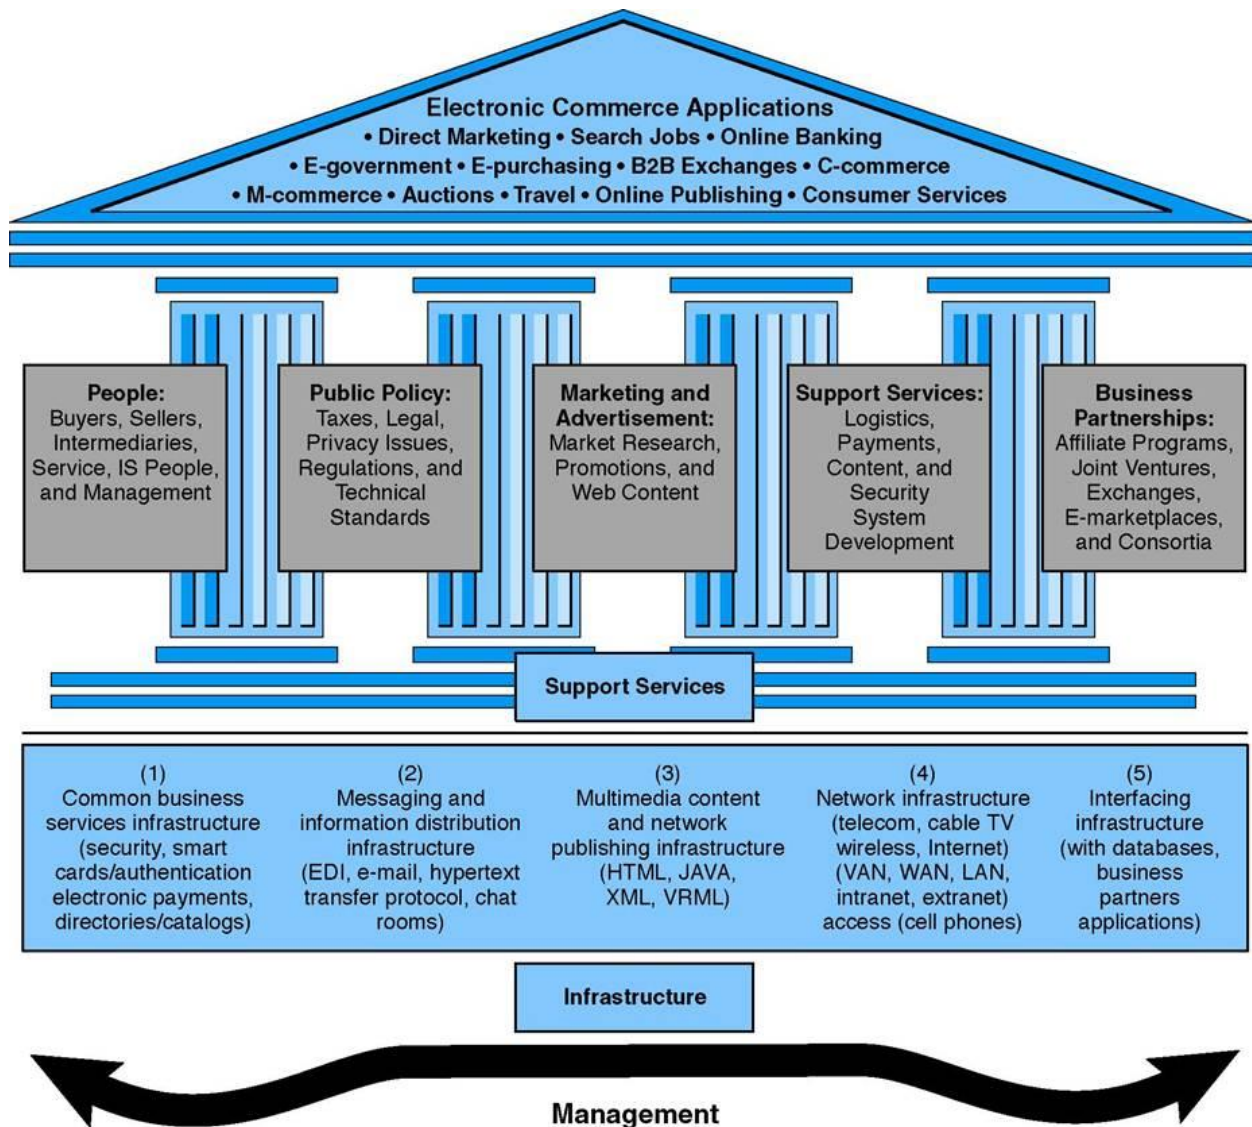 Electronic Commerce Applications
• Direct Marketing • Search Jobs • Online Banking
• E-government • E-purchasing • B2B Exchanges • C-commerce
• M-commerce • Auctions • Travel • Online Publishing • Consumer Services
People:
Buyers, Sellers,
Intermediaries,
Service, IS People,
and Management
Public Policy:
Taxes, Legal,
Privacy Issues,
Regulations, and
Technical
Standards
Marketing and
Advertisement:
Market Research,
Promotions, and
Web Content
Support Services:
Logistics,
Payments,
Content, and
Security
System
Development
Business
Partnerships:
Affiliate Programs,
Joint Ventures,
Exchanges,
E-marketplaces,
and Consortia
Support Services
(1)
Common business
services infrastructure
(security, smart
cards/authentication
electronic payments,
directories/catalogs)
(2)
Messaging and
information distribution
infrastructure
(EDI, e-mail, hypertext
transfer protocol, chat
rooms)
(3)
Multimedia content
and network
publishing infrastructure
(HTML, JAVA,
XML, VRML)
(4)
Network infrastructure
(telecom, cable TV
wireless, Internet)
(VAN, WAN, LAN,
intranet, extranet)
access (cell phones)
(5)
Interfacing
infrastructure
(with databases,
business
partners
applications)
Infrastructure
Management